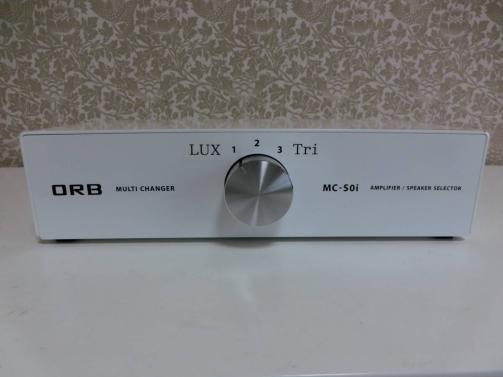 LUX 1 2 3 Tri
ORB MULTI CHANGER MC-S0i AMPLIFIER / SPEAKER SELECTOR